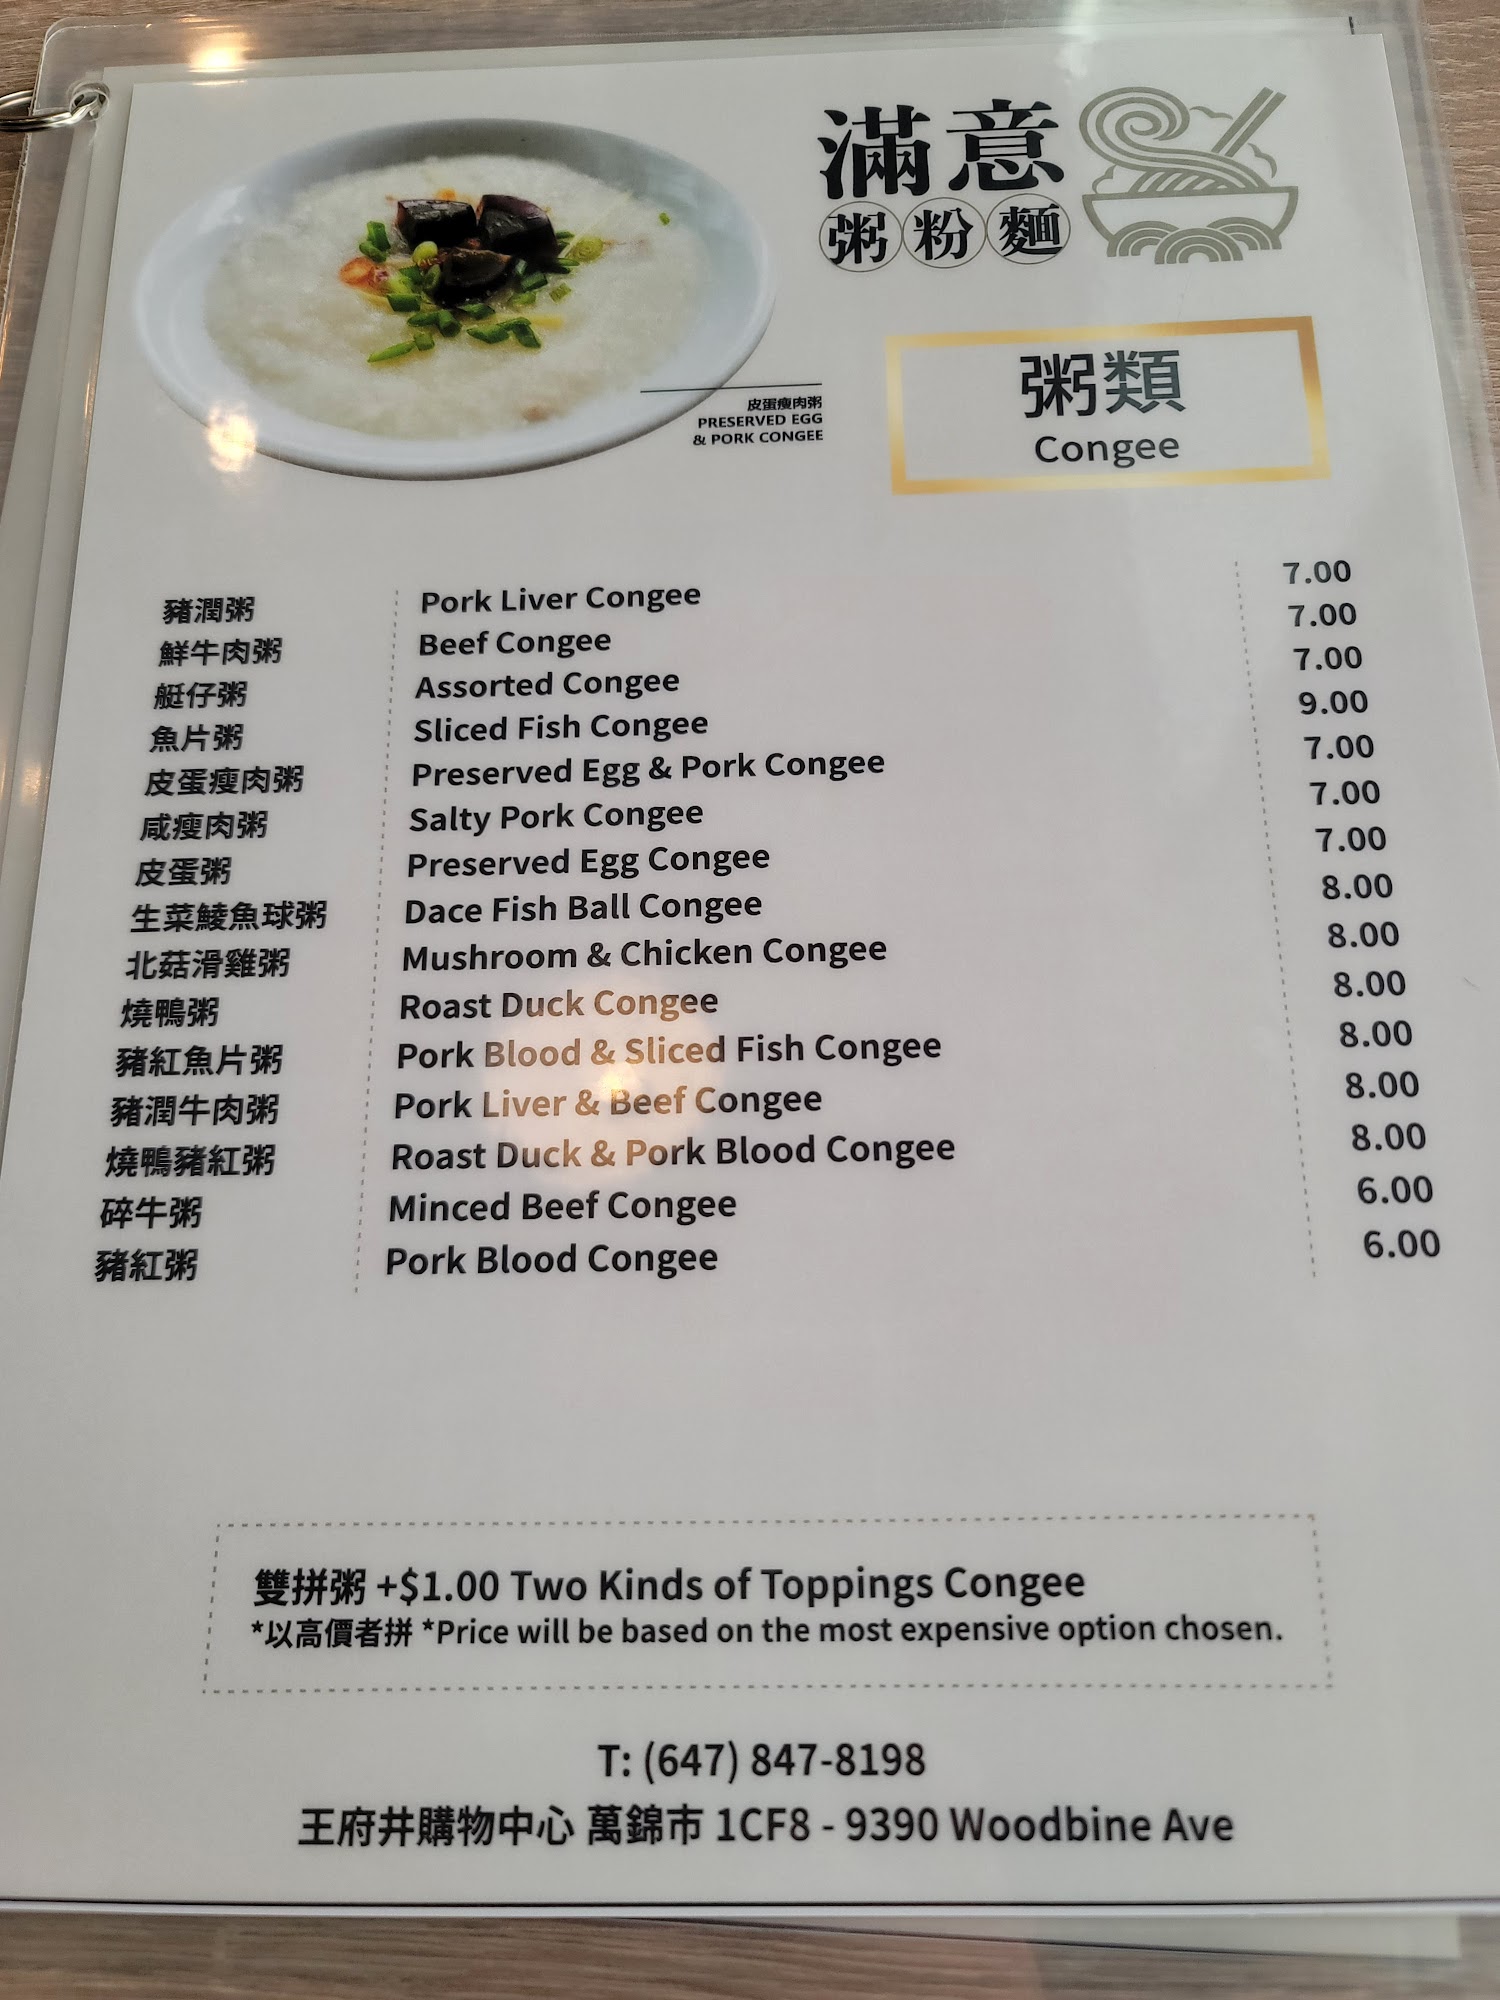 滿意
粥粉麵
皮蛋瘦肉粥
PRESERVED EGG
& PORK CONGEE
粥類
Congee
豬潤粥 Pork Liver Congee 7.00
鮮牛肉粥 Beef Congee 7.00
艇仔粥 Assorted Congee 7.00
魚片粥 Sliced Fish Congee 9.00
皮蛋瘦肉粥 Preserved Egg & Pork Congee 7.00
咸瘦肉粥 Salty Pork Congee 7.00
皮蛋粥 Preserved Egg Congee 7.00
生菜鯪魚球粥 Dace Fish Ball Congee 8.00
北菇滑雞粥 Mushroom & Chicken Congee 8.00
燒鴨粥 Roast Duck Congee 8.00
豬紅魚片粥 Pork Blood & Sliced Fish Congee 8.00
豬潤牛肉粥 Pork Liver & Beef Congee 8.00
燒鴨豬紅粥 Roast Duck & Pork Blood Congee 8.00
碎牛粥 Minced Beef Congee 6.00
豬紅粥 Pork Blood Congee 6.00
雙拼粥 +$1.00 Two Kinds of Toppings Congee
*以高價者拼 *Price will be based on the most expensive option chosen.
T: (647) 847-8198
王府井購物中心 萬錦市 1CF8 - 9390 Woodbine Ave